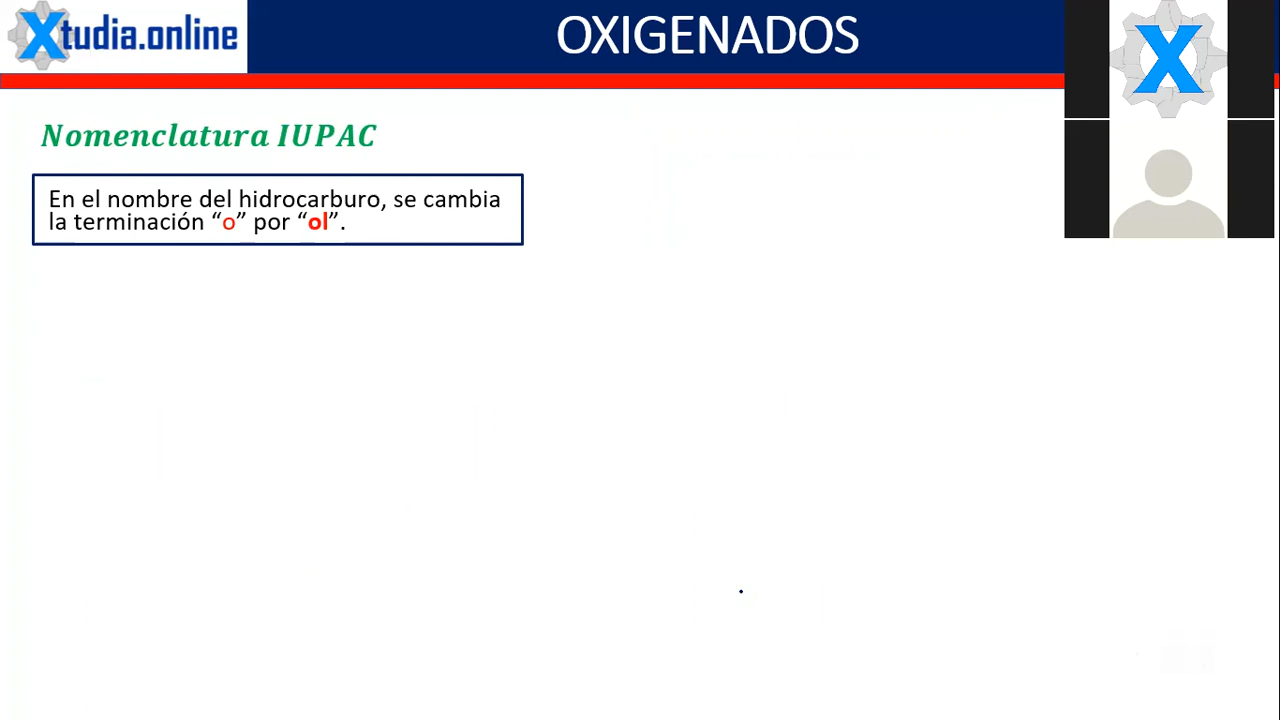 Xtudia.online
OXIGENADOS
X
Nomenclatura IUPAC
En el nombre del hidrocarburo, se cambia
la terminación “o” por “ol”.